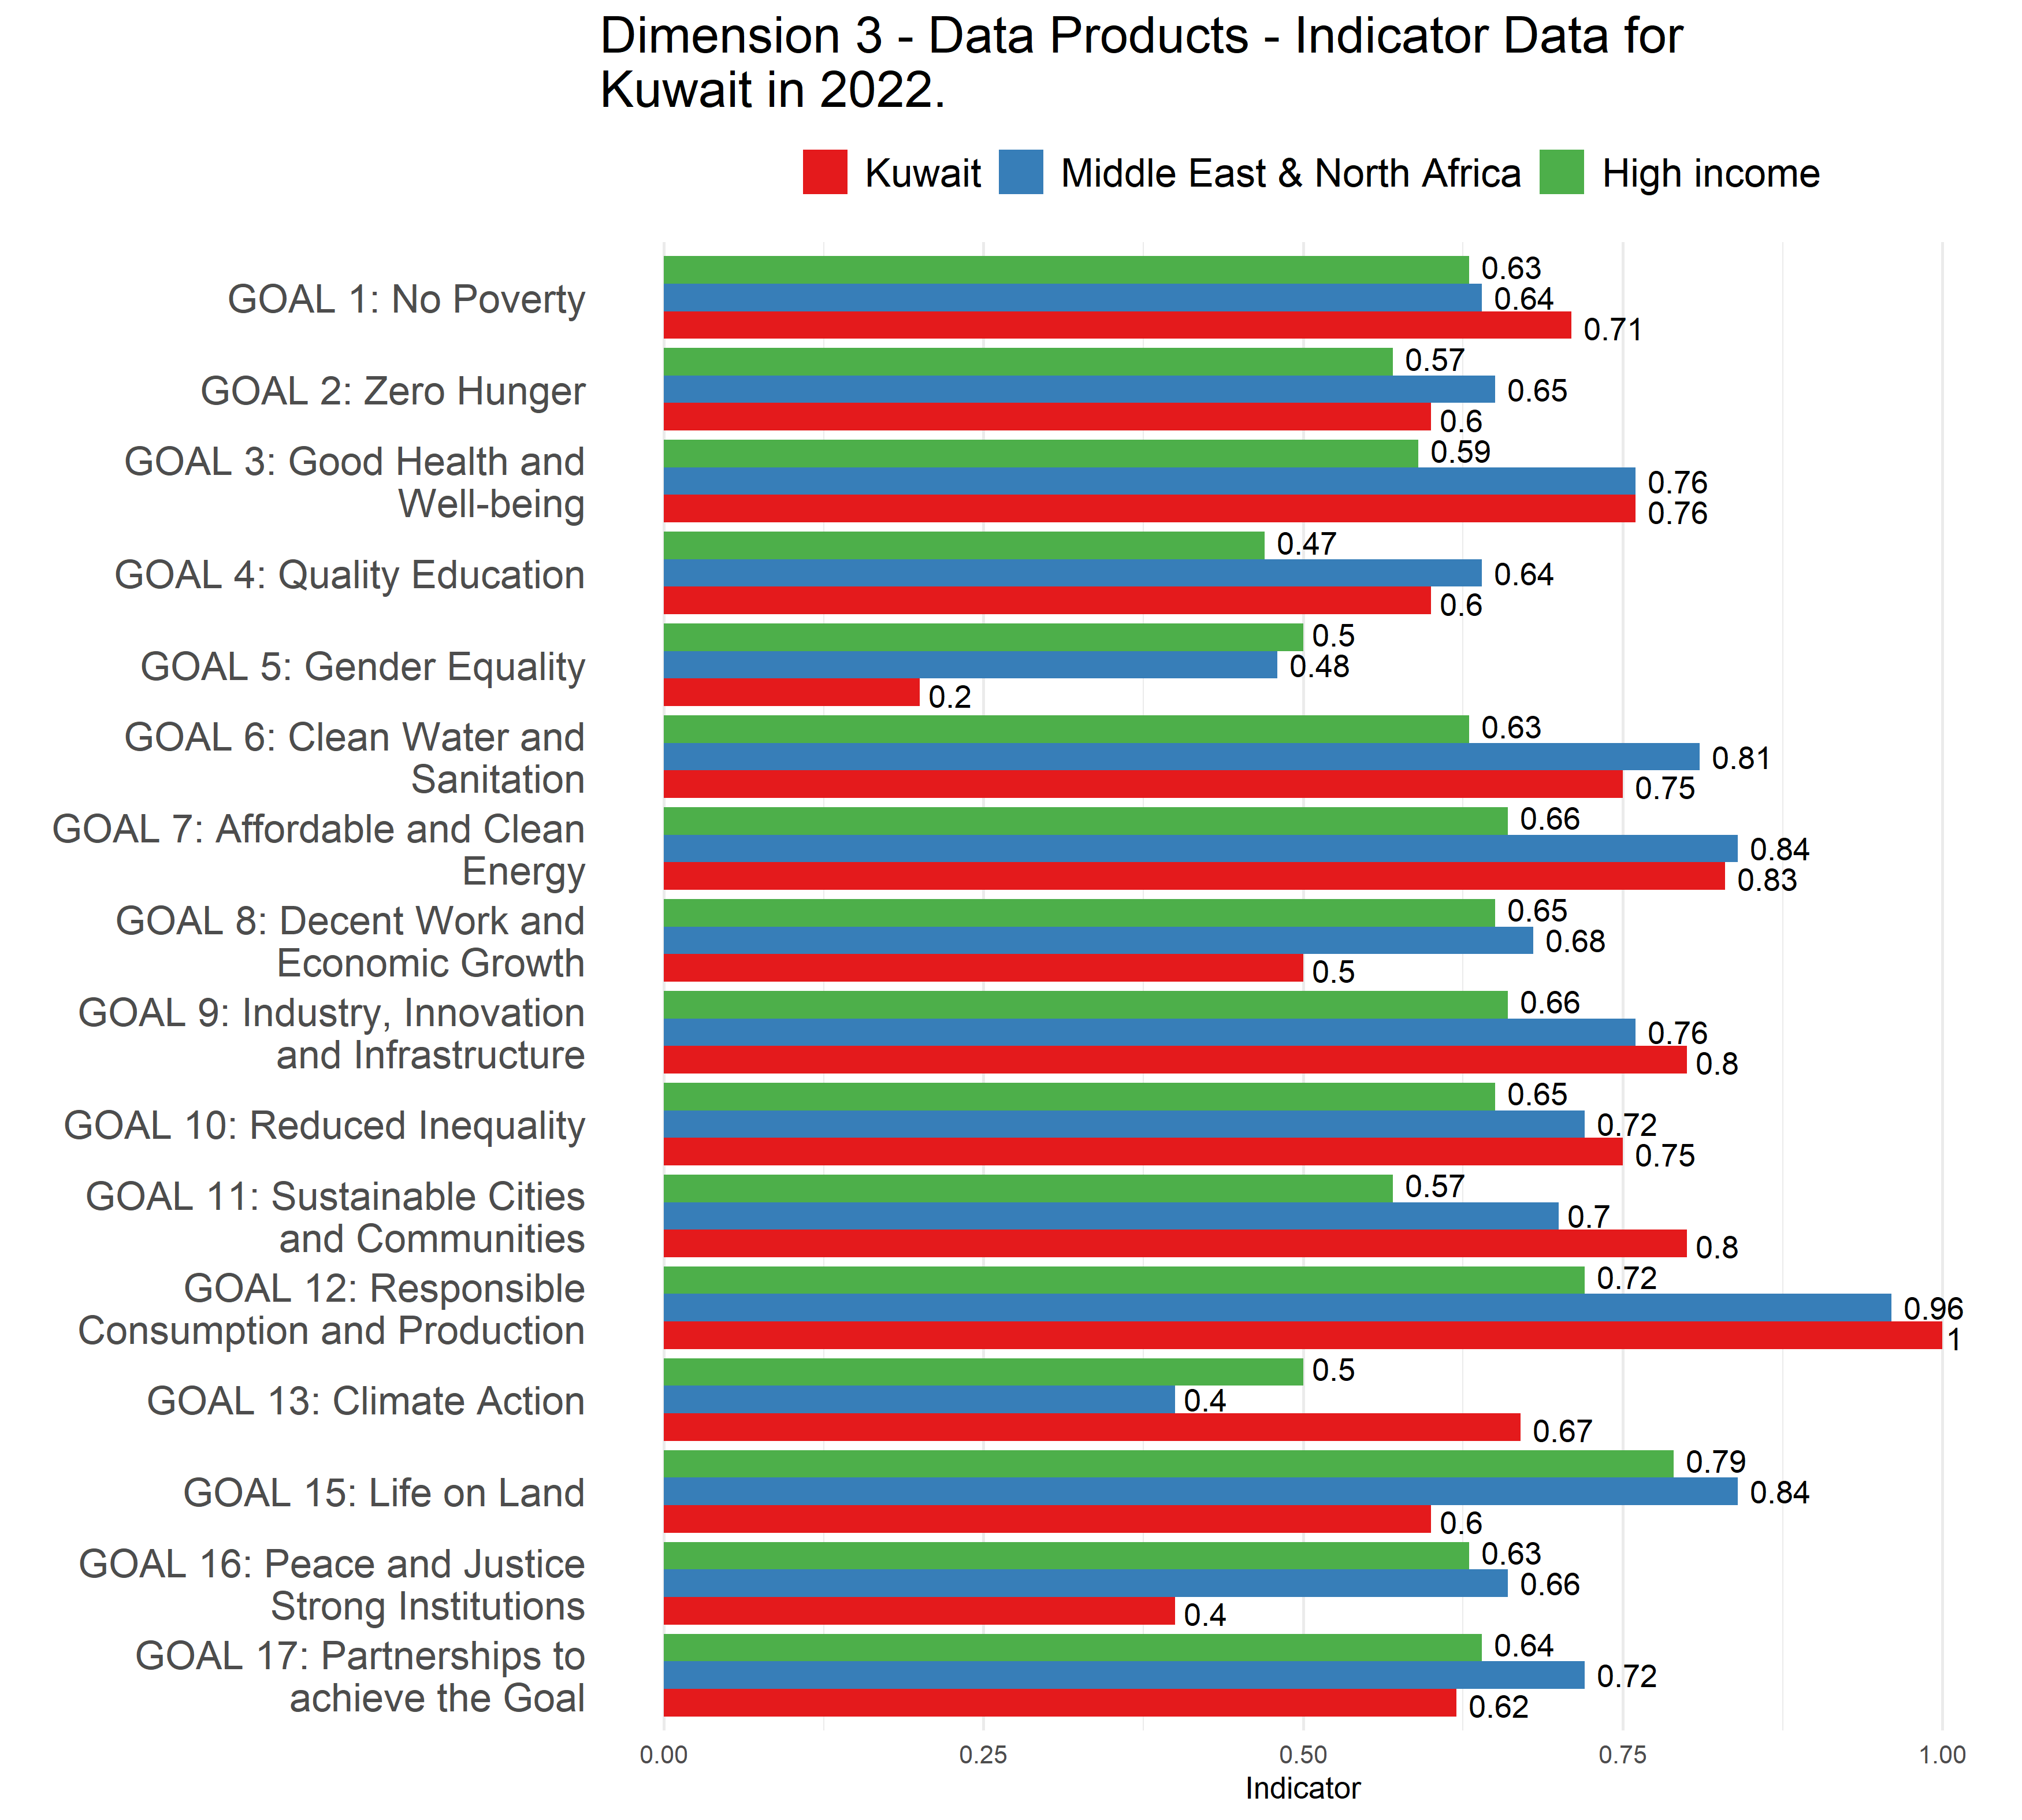 Dimension 3 - Data Products - Indicator Data for
Kuwait in 2022.
Kuwait Middle East & North Africa High income
GOAL 1: No Poverty
0.63
0.64
0.71
GOAL 2: Zero Hunger
0.57
0.65
0.6
GOAL 3: Good Health and
Well-being
0.59
0.76
0.76
GOAL 4: Quality Education
0.47
0.64
0.6
GOAL 5: Gender Equality
0.5
0.48
0.2
GOAL 6: Clean Water and
Sanitation
0.63
0.81
0.75
GOAL 7: Affordable and Clean
Energy
0.66
0.84
0.83
GOAL 8: Decent Work and
Economic Growth
0.65
0.68
0.5
GOAL 9: Industry, Innovation
and Infrastructure
0.66
0.76
0.8
GOAL 10: Reduced Inequality
0.65
0.72
0.75
GOAL 11: Sustainable Cities
and Communities
0.57
0.7
0.8
GOAL 12: Responsible
Consumption and Production
0.72
0.96
1
GOAL 13: Climate Action
0.5
0.4
0.67
GOAL 15: Life on Land
0.79
0.84
0.6
GOAL 16: Peace and Justice
Strong Institutions
0.63
0.66
0.4
GOAL 17: Partnerships to
achieve the Goal
0.64
0.72
0.62
0.00 0.25 0.50 0.75 1.00
Indicator